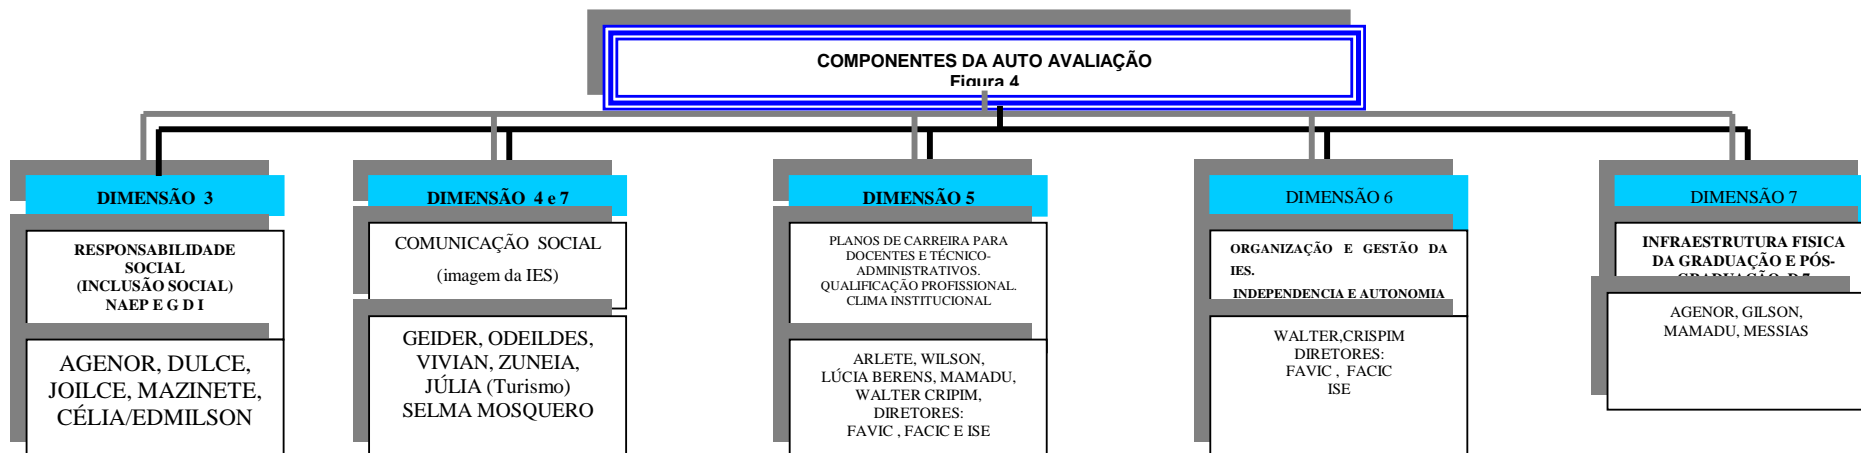 COMPONENTES DA AUTO AVALIAÇÃO
Figura 4
DIMENSÃO 3
RESPONSABILIDADE
SOCIAL
(INCLUSÃO SOCIAL)
NAEP E G D I
AGENOR, DULCE,
JOILCE, MAZINETE,
CÉLIA/EDMILSON
DIMENSÃO 4 e 7
COMUNICAÇÃO SOCIAL
(imagem da IES)
GEIDER, ODEILDES,
VIVIAN, ZUNEIA,
JÚLIA (Turismo)
SELMA MOSQUERO
DIMENSÃO 5
PLANOS DE CARREIRA PARA
DOCENTES E TÉCNICO-
ADMINISTRATIVOS.
QUALIFICAÇÃO PROFISSIONAL.
CLIMA INSTITUCIONAL
ARLETE, WILSON,
LÚCIA BERENS, MAMADU,
WALTER CRIPIM,
DIRETORES:
FAVIC , FACIC E ISE
DIMENSÃO 6
ORGANIZAÇÃO E GESTÃO DA
IES.
INDEPENDENCIA E AUTONOMIA
WALTER,CRISPIM
DIRETORES:
FAVIC , FACIC
ISE
DIMENSÃO 7
INFRAESTRUTURA FISICA
DA GRADUAÇÃO E PÓS-
GRADUAÇÃO
AGENOR, GILSON,
MAMADU, MESSIAS